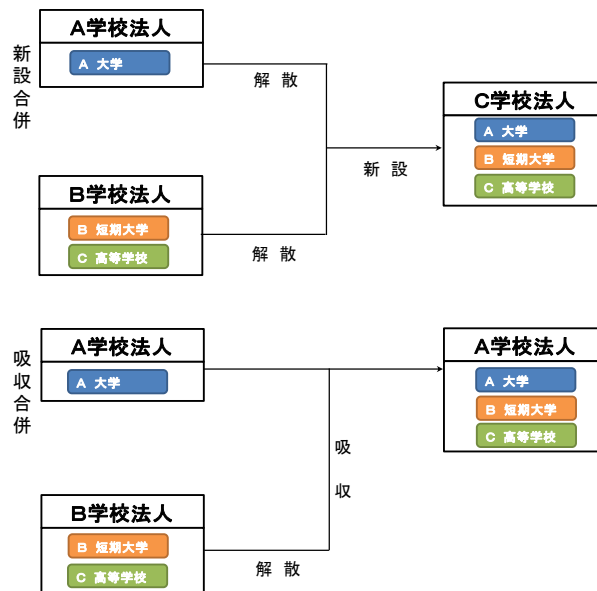 新設合併
A学校法人
A 大学
解 散
B学校法人
B 短期大学
C 高等学校
解 散
新 設
C学校法人
A 大学
B 短期大学
C 高等学校
吸収合併
A学校法人
A 大学
吸収
B学校法人
B 短期大学
C 高等学校
解 散
A学校法人
A 大学
B 短期大学
C 高等学校